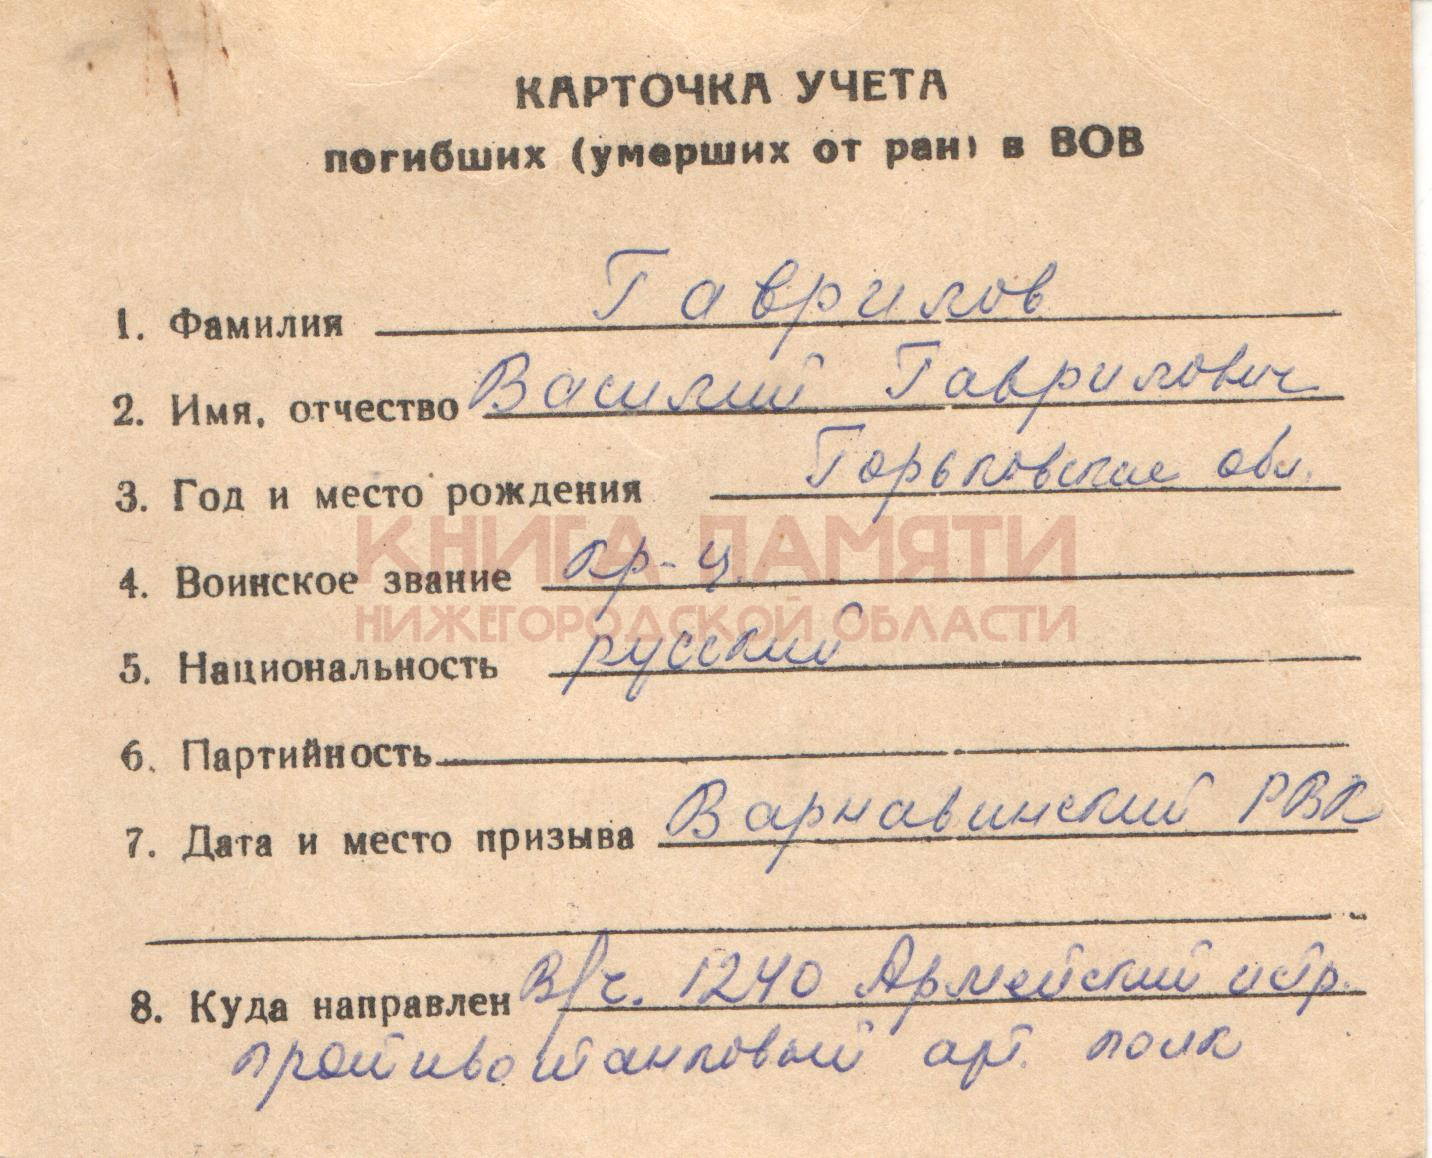 КАРТОЧКА УЧЕТА
погибших (умерших от ран) в ВОВ
1. Фамилия Гаврилов
2. Имя, отчество Василий Гаврилович
3. Год и место рождения Горьковская обл.
КНИГА ПАМЯТИ
4. Воинское звание кр-ц.
НИЖЕГОРОДСКОЙ ОБЛАСТИ
5. Национальность русский
6. Партийность
7. Дата и место призыва Варнавинский РВК
8. Куда направлен В/ч. 1240 Армейский истр.
противотанковый арт. полк